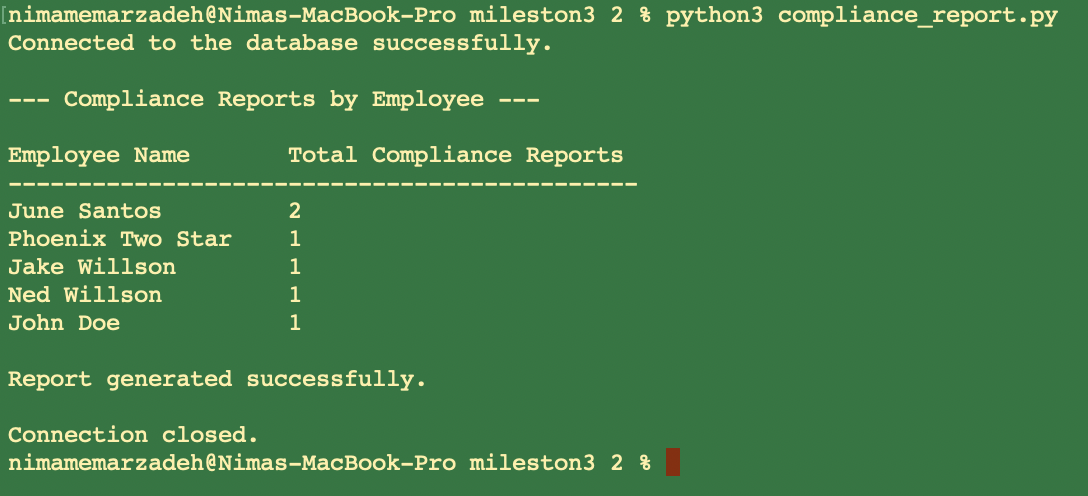 [nimamemarzadeh@Nimas-MacBook-Pro mileston3 2 % python3 compliance_report.py
Connected to the database successfully.
--- Compliance Reports by Employee ---
Employee Name       Total Compliance Reports
---------------------------------------------
June Santos         2
Phoenix Two Star    1
Jake Willson        1
Ned Willson         1
John Doe            1
Report generated successfully.
Connection closed.
nimamemarzadeh@Nimas-MacBook-Pro mileston3 2 %